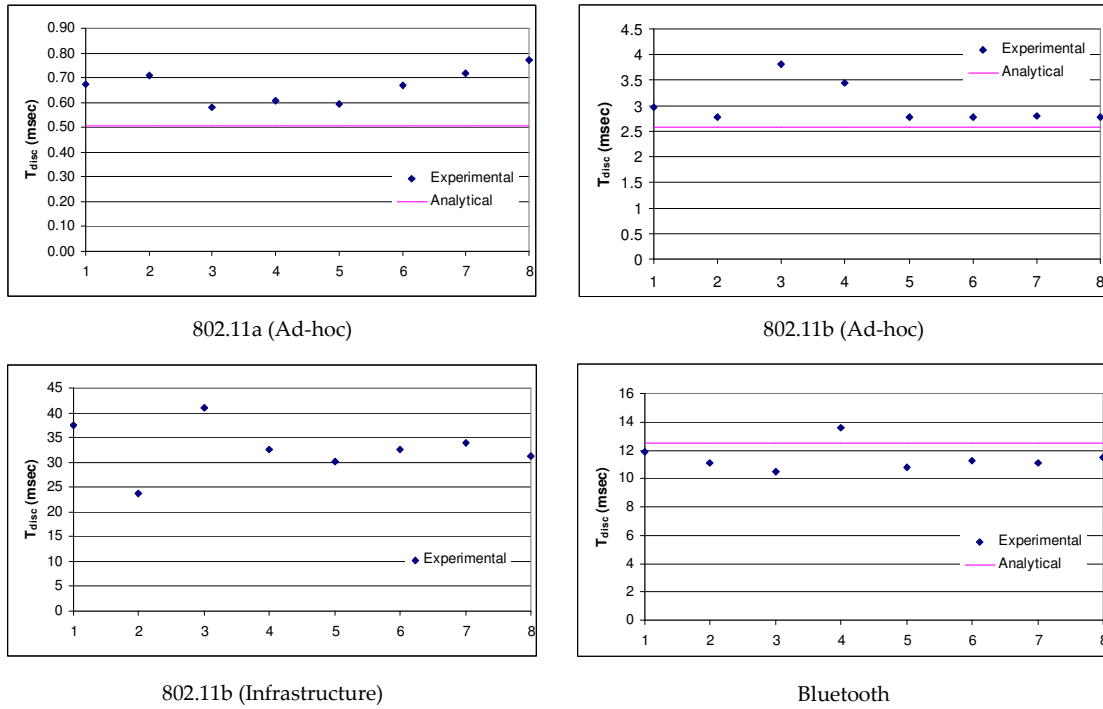 0.90
0.80
0.70
0.60
0.50
0.40
0.30
0.20
0.10
0.00
T_disc (msec)
Experimental
Analytical
1 2 3 4 5 6 7 8
802.11a (Ad-hoc)
4.5
4
3.5
3
2.5
2
1.5
1
0.5
0
T_disc (msec)
Experimental
Analytical
1 2 3 4 5 6 7 8
802.11b (Ad-hoc)
45
40
35
30
25
20
15
10
5
0
T_disc (msec)
Experimental
1 2 3 4 5 6 7 8
802.11b (Infrastructure)
16
14
12
10
8
6
4
2
0
T_disc (msec)
Experimental
Analytical
1 2 3 4 5 6 7 8
Bluetooth